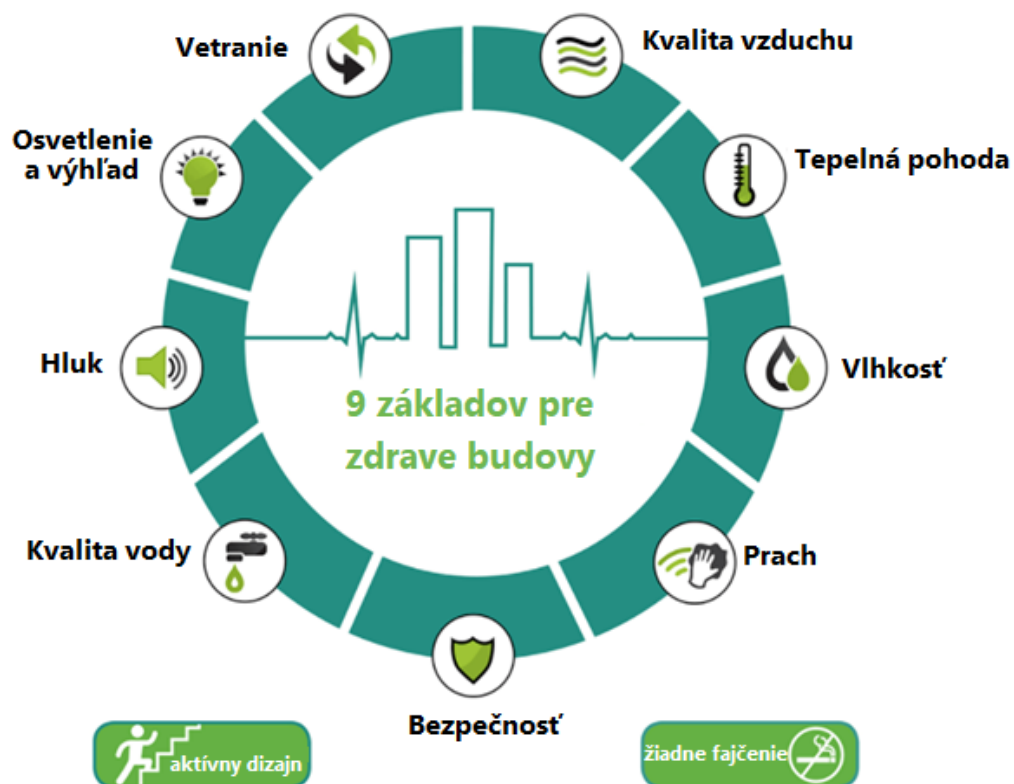 Vetranie
Kvalita vzduchu
Osvetlenie
a výhľad
Tepelná pohoda
Hluk
Vlhkosť
9 základov pre
zdrave budovy
Kvalita vody
Prach
Bezpečnosť
aktívny dizajn
žiadne fajčenie